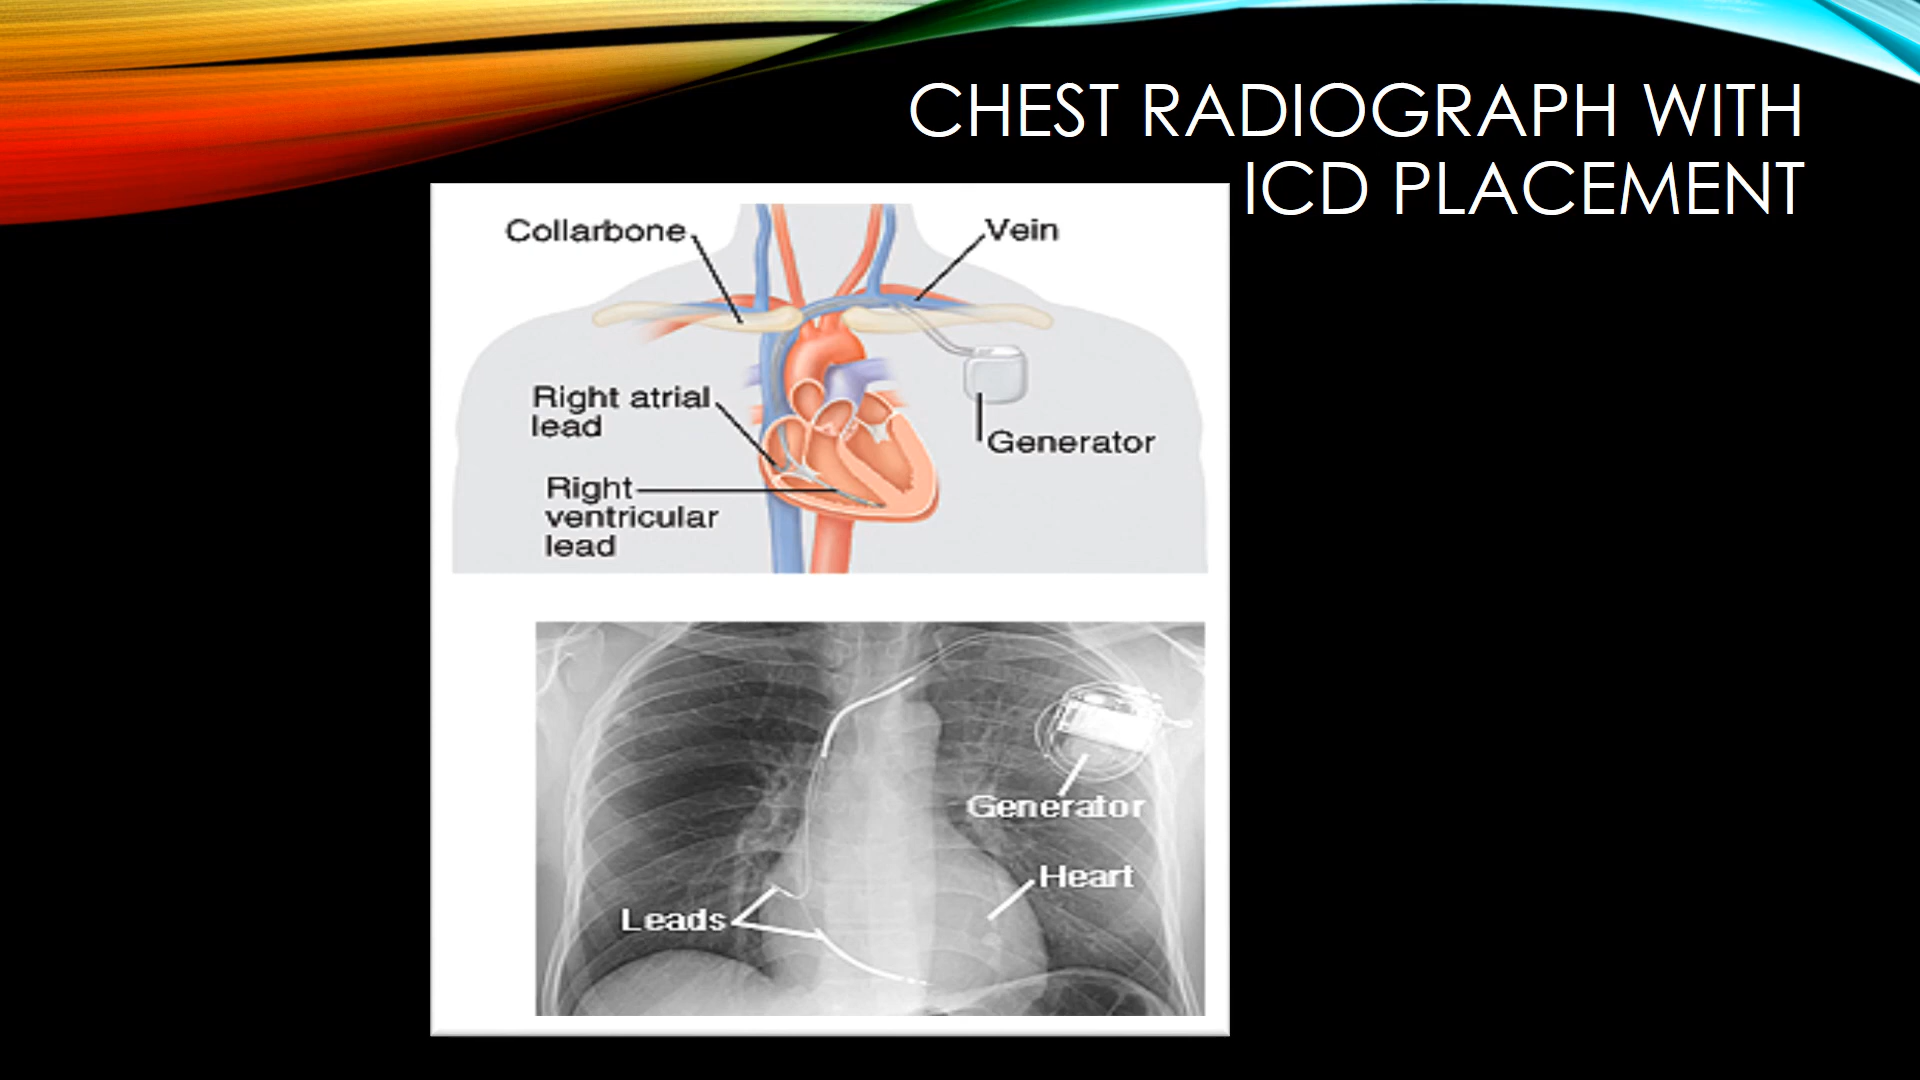 CHEST RADIOGRAPH WITH
ICD PLACEMENT
Collarbone
Vein
Right atrial
lead
Generator
Right
ventricular
lead
Generator
Heart
Leads